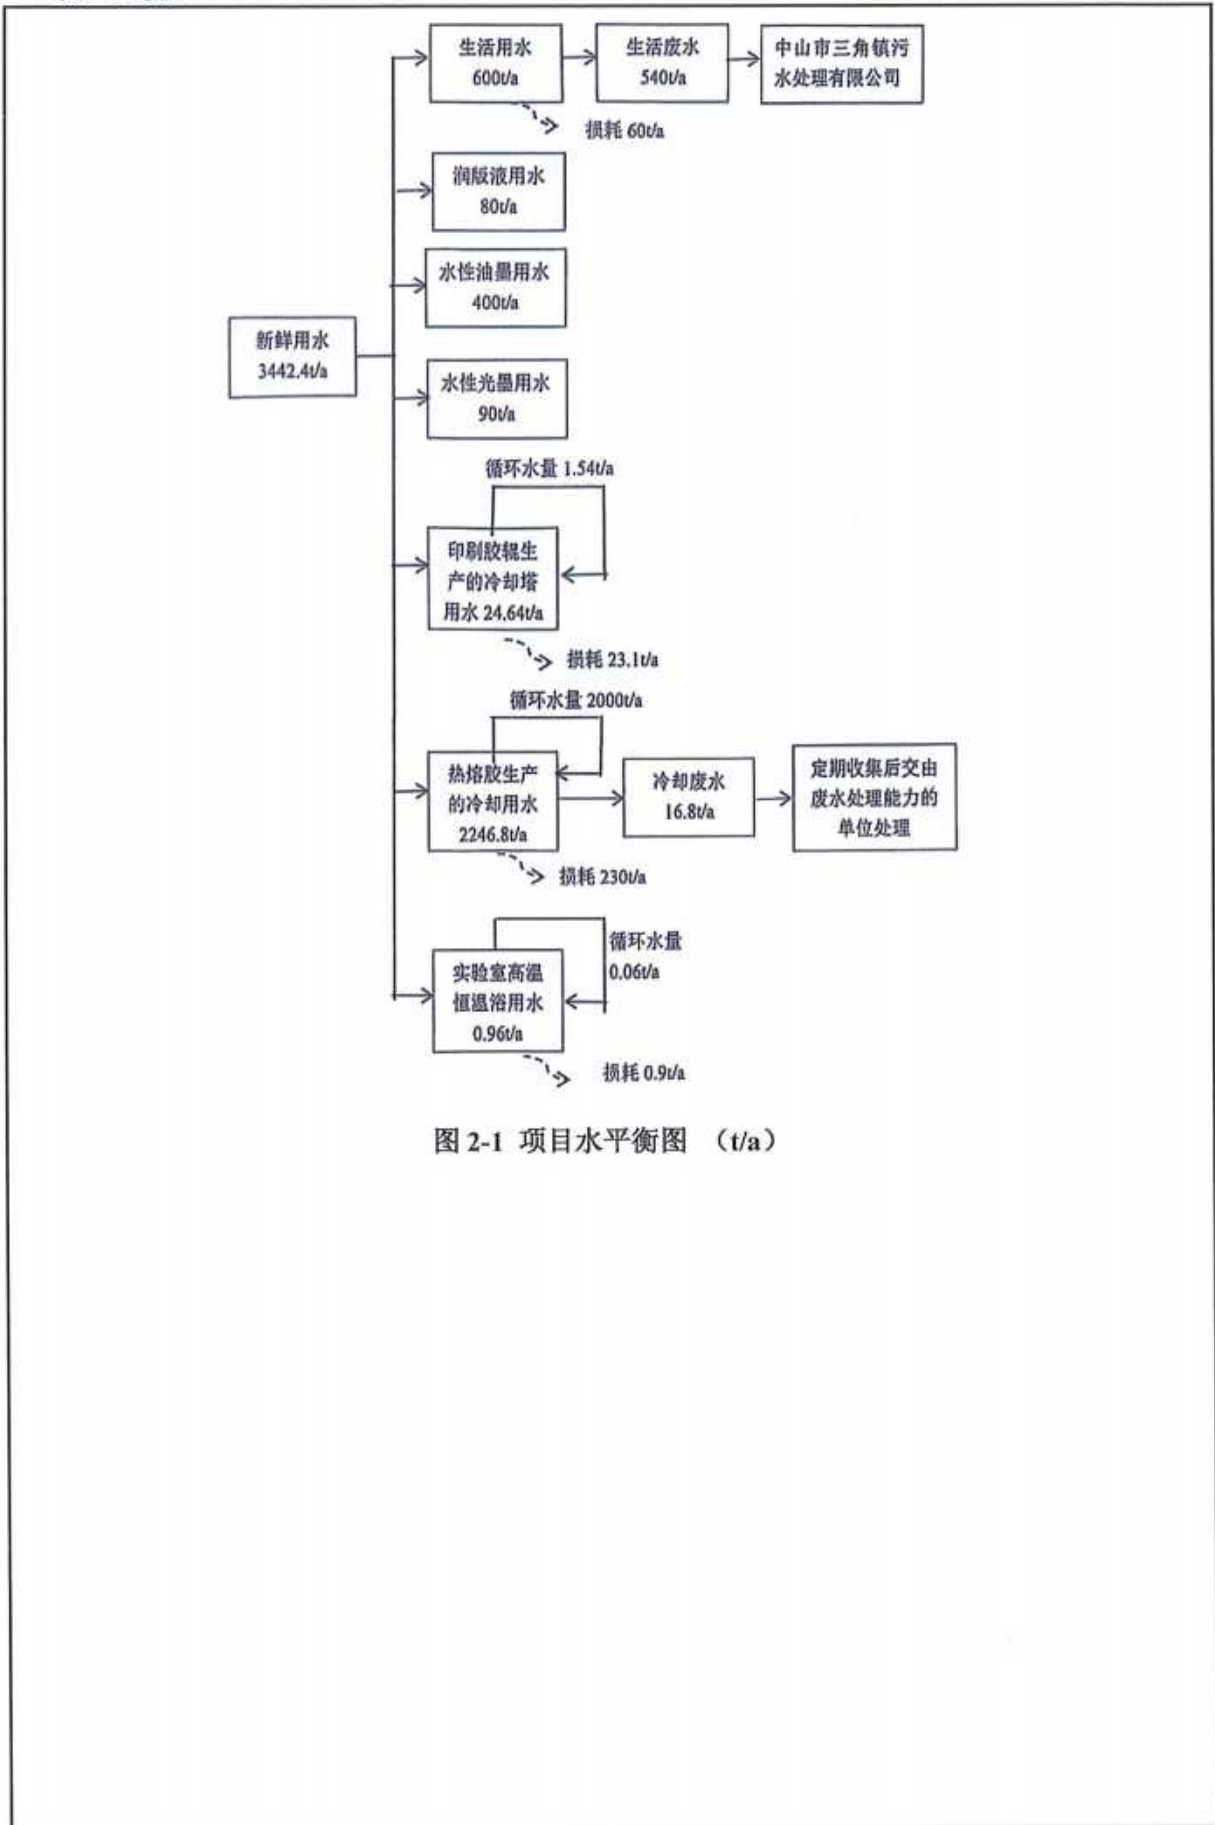 生活用水
600t/a
生活废水
540t/a
中山市三角镇污
水处理有限公司
损耗 60t/a
润版液用水
80t/a
水性油墨用水
400t/a
新鲜用水
3442.4t/a
水性光墨用水
90t/a
循环水量 1.54t/a
印刷胶辊生
产的冷却塔
用水 24.64t/a
损耗 23.1t/a
循环水量 2000t/a
热熔胶生产
的冷却用水
2246.8t/a
冷却废水
16.8t/a
定期收集后交由
废水处理能力的
单位处理
损耗 230t/a
循环水量
0.06t/a
实验室高温
恒温浴用水
0.96t/a
损耗 0.9t/a
图 2-1 项目水平衡图 （t/a）